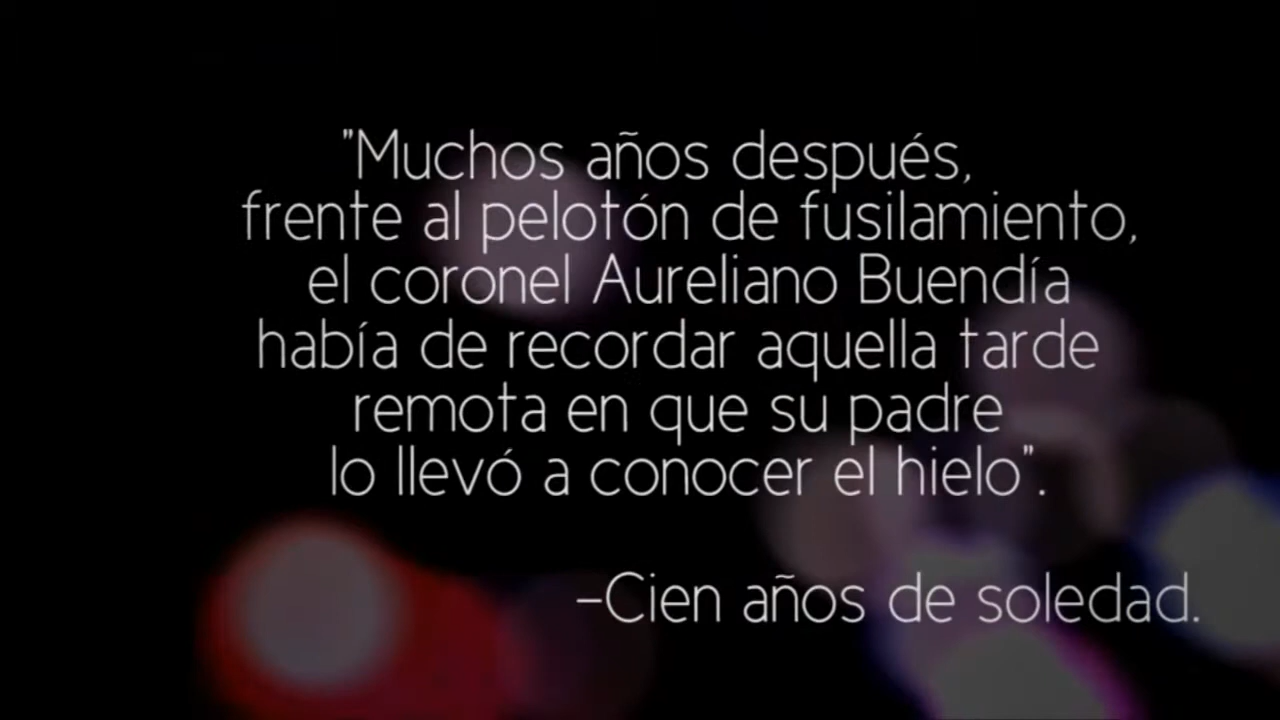 "Muchos años después,
frente al pelotón de fusilamiento,
el coronel Aureliano Buendía
había de recordar aquella tarde
remota en que su padre
lo llevó a conocer el hielo".
-Cien años de soledad.